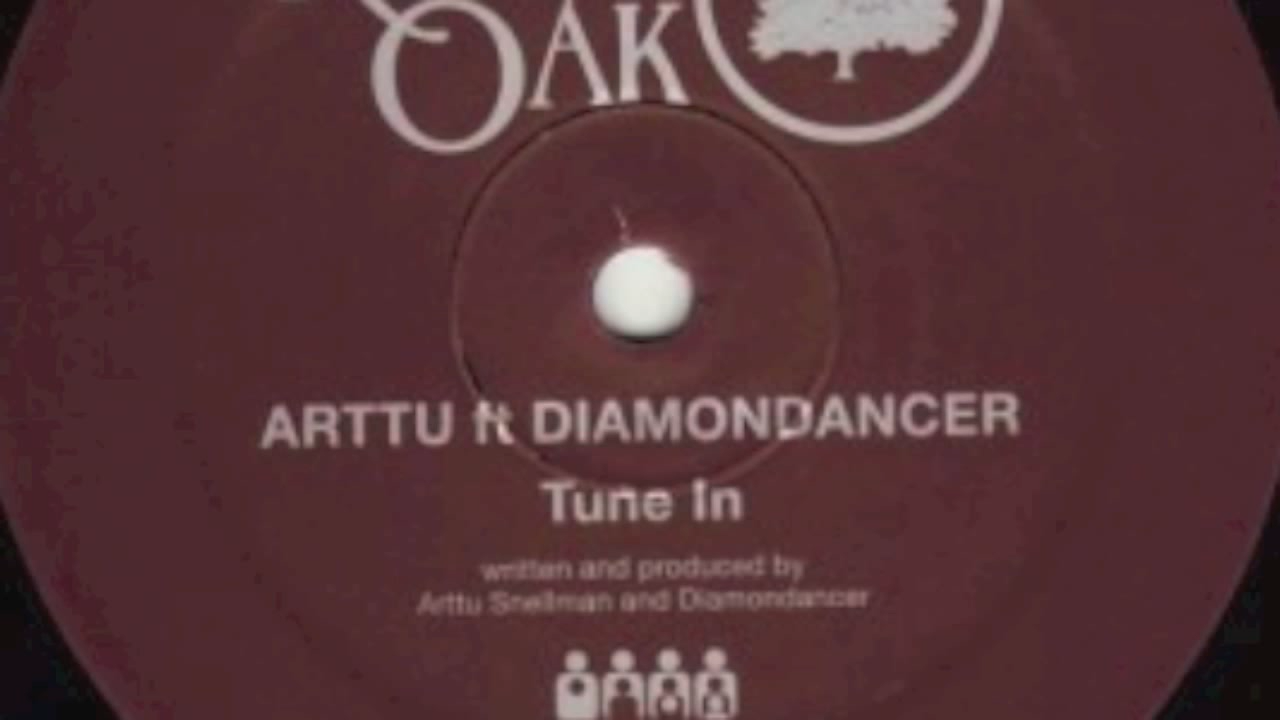 OAK
ARTTU ft DIAMONDANCER
Tune In
written and produced by
Arttu Snellman and Diamondancer